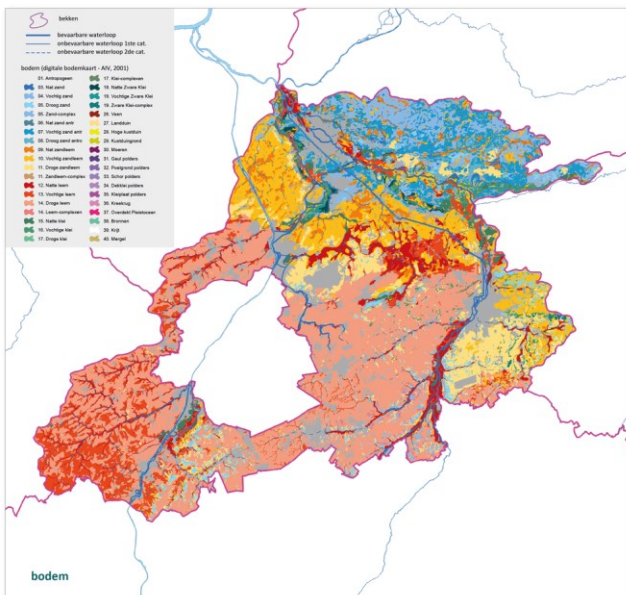 bekken
bevaarbare waterloop
onbevaarbare waterloop 1ste cat.
onbevaarbare waterloop 2de cat.
bodem (digitale bodemkaart - AIV, 2001)
01. Antropogeen
03. Nat zand
04. Vochtig zand
05. Droog zand
05. Zand-complex
06. Nat zand antr
07. Vochtig zand antr
08. Droog zand antro
09. Nat zandleem
10. Vochtig zandleem
11. Droge zandleem
11. Zandleem-complex
12. Natte leem
13. Vochtige leem
14. Droge leem
14. Leem-complexen
15. Natte klei
16. Vochtige klei
17. Droge klei
17. Klei-complexen
18. Natte Zware Klei
19. Vochtige Zware Klei
19. Zware Klei-complex
26. Veen
27. Landduin
28. Hoge kustduin
29. Kustduingrond
30. Moeren
31. Geul polders
32. Poelgrond polders
33. Schor polders
34. Dekklei polders
35. Kleiplaat polders
36. Kreekrug
37. Overdekt Pleistoceen
38. Bronnen
39. Krijt
40. Mergel
bodem